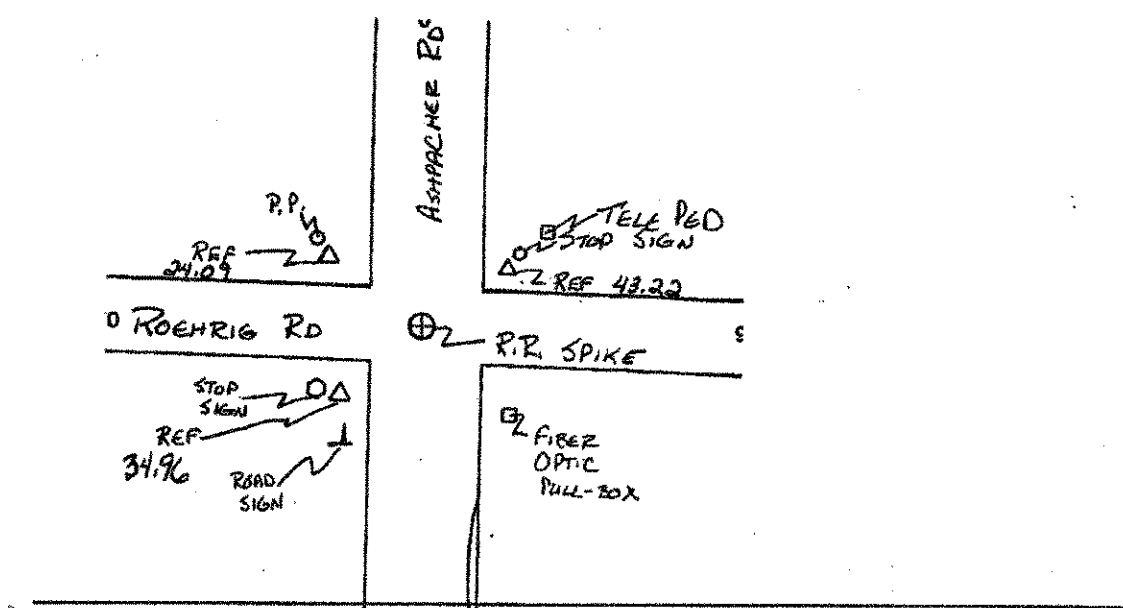 ASHPACHER RD
P.P.
REF
24.09
TELE PED
STOP SIGN
REF 43.22
ROEHRIG RD
R.R. SPIKE
STOP
SIGN
REF
34.96
ROAD
SIGN
FIBER
OPTIC
PULL-BOX